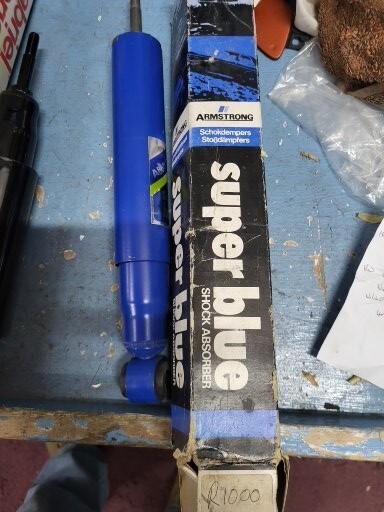 ARMSTRONG
Schokdempers
Stoßdämpfers
super blue
SHOCK ABSORBER
super blue